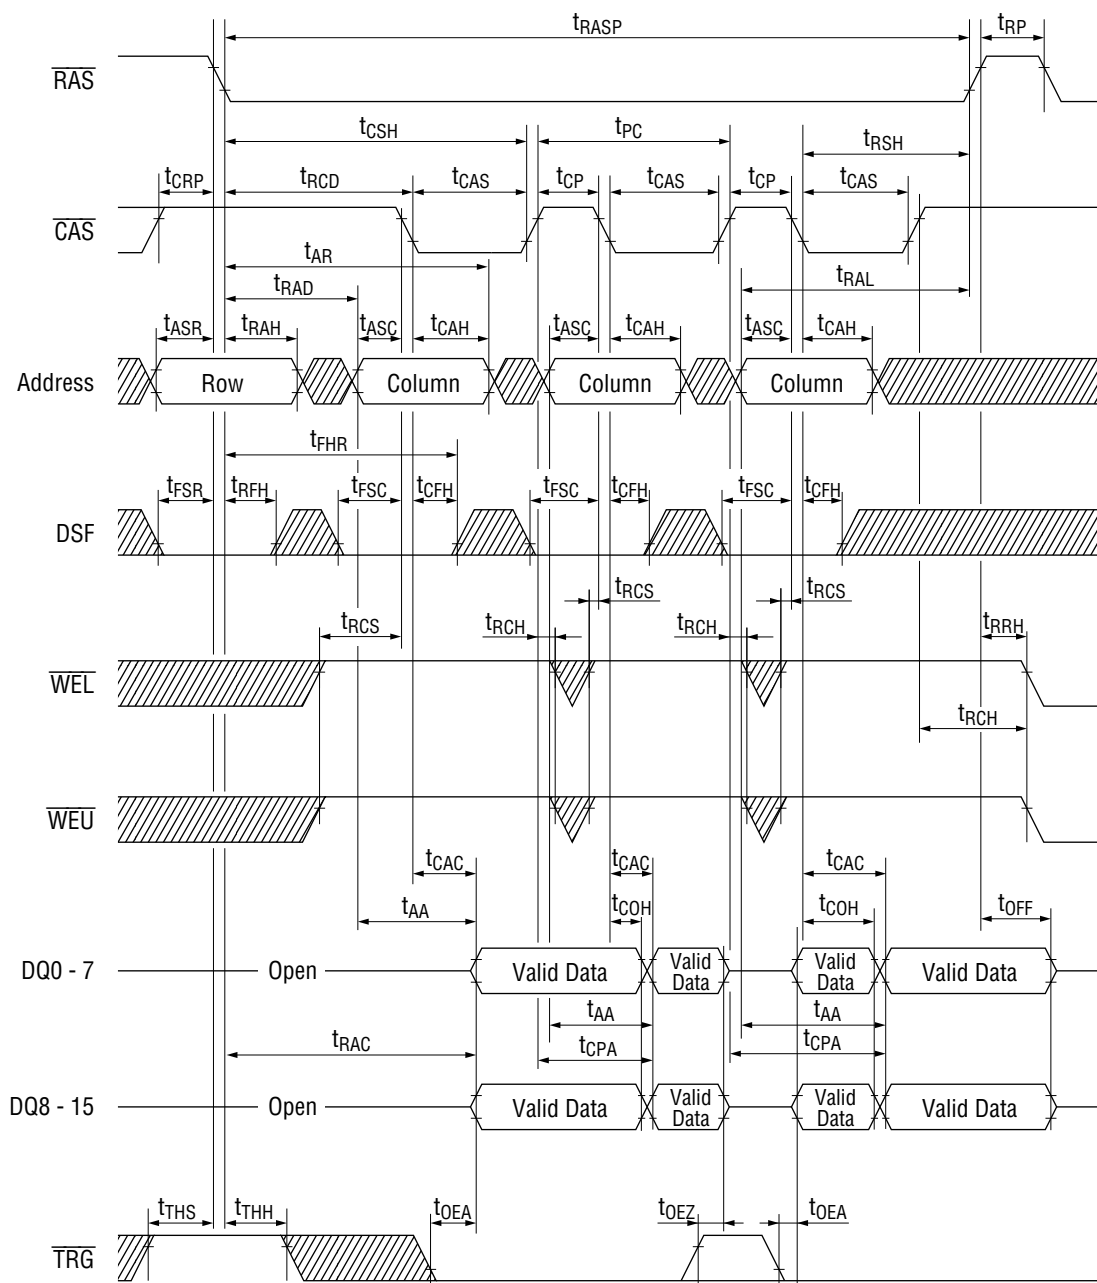 tRASP tRP
RAS
tCSH tPC tRSH
tCRP tRCD tCAS tCP tCAS tCP tCAS
CAS
tAR
tRAD tRAL
tASR tRAH tASC tCAH tASC tCAH tASC tCAH
Address Row Column Column Column
tFHR
tFSR tRFH tFSC tCFH tFSC tCFH tFSC tCFH
DSF
tRCS tRCS
tRCS tRCH tRCH tRRH
WEL
tRCH
WEU
tCAC tCAC tCAC
tAA tCOH tCOH tOFF
DQ0 - 7 Open Valid Data Valid Data Valid Data Valid Data
tAA tAA
tRAC tCPA tCPA
DQ8 - 15 Open Valid Data Valid Data Valid Data Valid Data
tTHS tTHH tOEA tOEZ tOEA
TRG